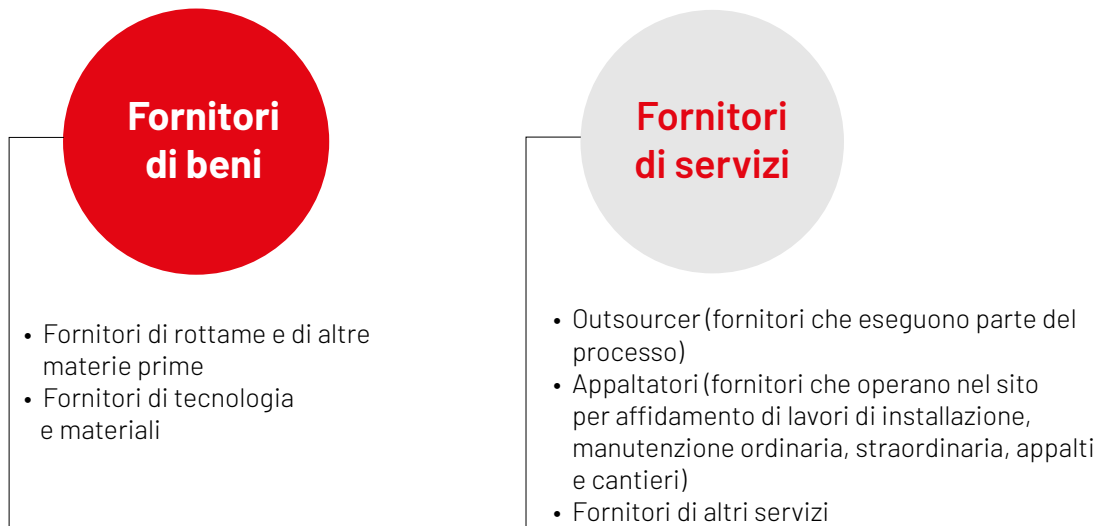 Fornitori
di beni
• Fornitori di rottame e di altre
materie prime
• Fornitori di tecnologia
e materiali
Fornitori
di servizi
• Outsourcer (fornitori che eseguono parte del
processo)
• Appaltatori (fornitori che operano nel sito
per affidamento di lavori di installazione,
manutenzione ordinaria, straordinaria, appalti
e cantieri)
• Fornitori di altri servizi